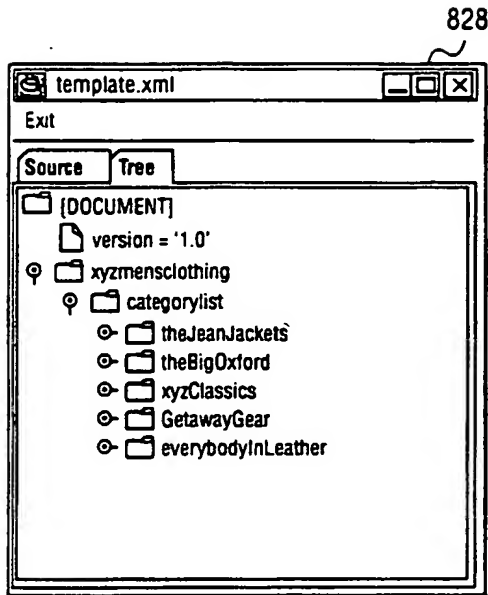 828
template.xml
Exit
Source Tree
[DOCUMENT]
version = '1.0'
xyzmensclothing
categorylist
theJeanJackets
theBigOxford
xyzClassics
GetawayGear
everybodyInLeather